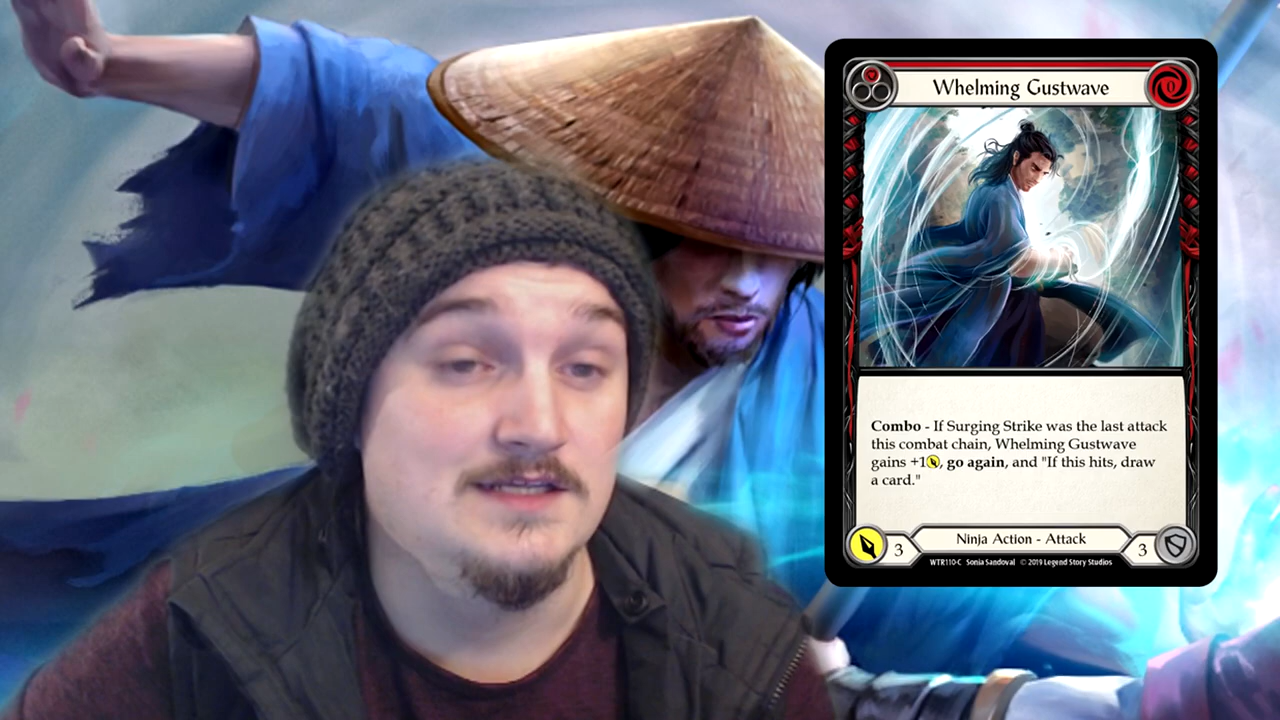 Whelming Gustwave
0
Combo - If Surging Strike was the last attack
this combat chain, Whelming Gustwave
gains +1, go again, and "If this hits, draw
a card."
3
Ninja Action - Attack
3
WTR110-C Sonia Sandoval © 2019 Legend Story Studios